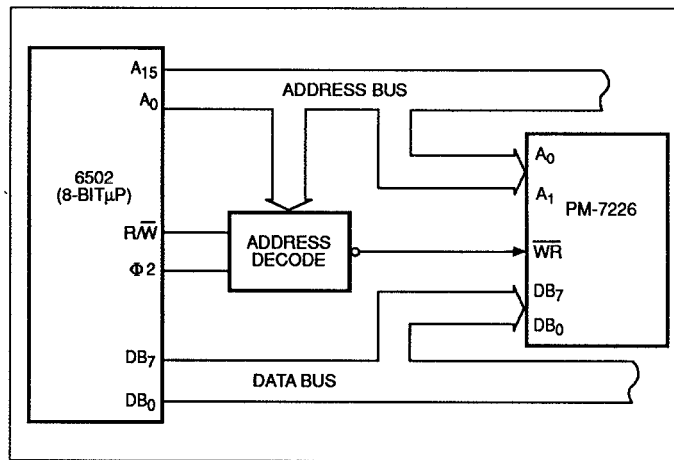 A15
ADDRESS BUS
A0
6502
(8-BITμP)
R/W̅
Φ2
ADDRESS
DECODE
A0
A1
PM-7226
W̅R̅
DB7
DB0
DB7
DATA BUS
DB0